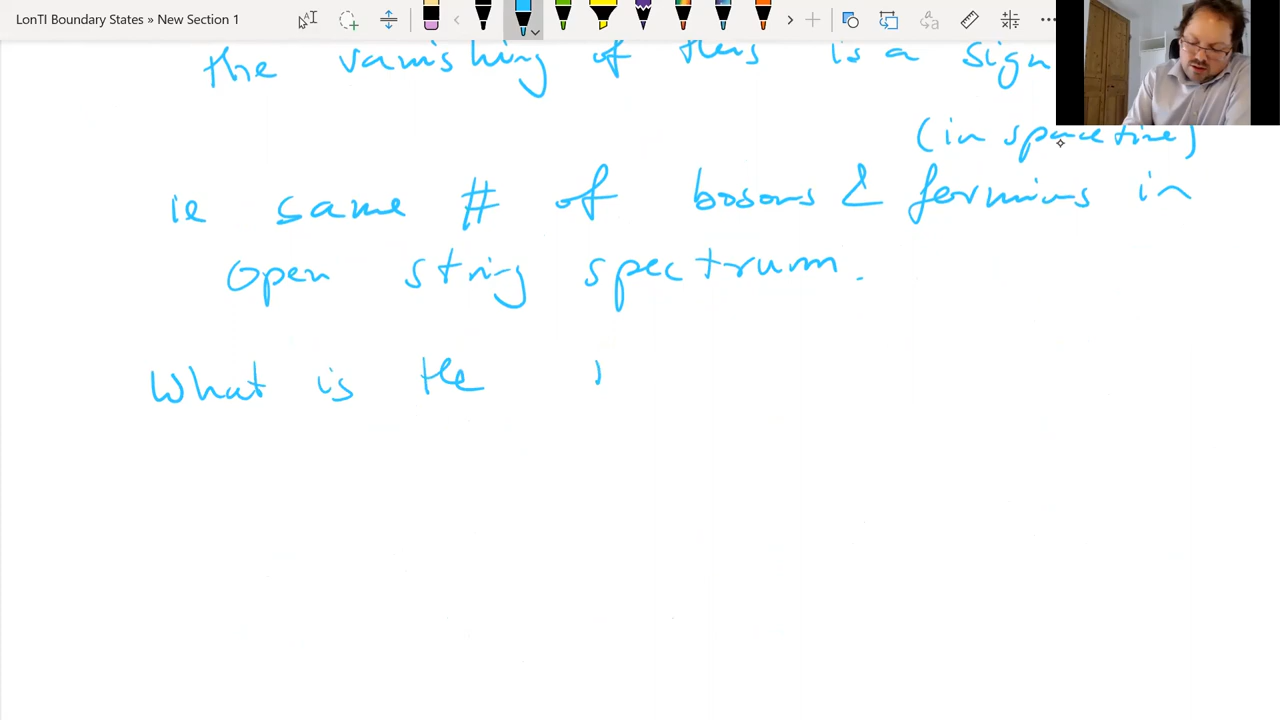 LonTI Boundary States » New Section 1
the vanishing of this is a sign
(in spacetime)
ie same # of bosons & fermions in
open string spectrum.
What is the